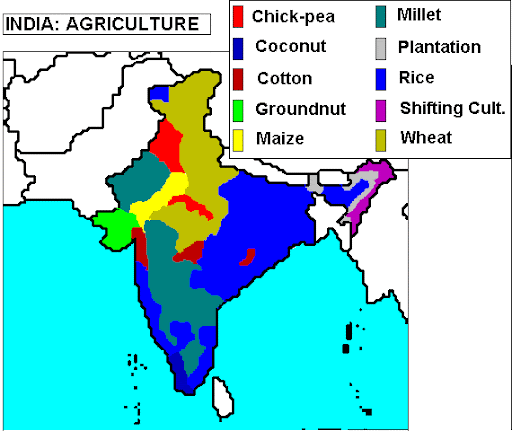 INDIA: AGRICULTURE
Chick-pea
Millet
Coconut
Plantation
Cotton
Rice
Groundnut
Shifting Cult.
Maize
Wheat